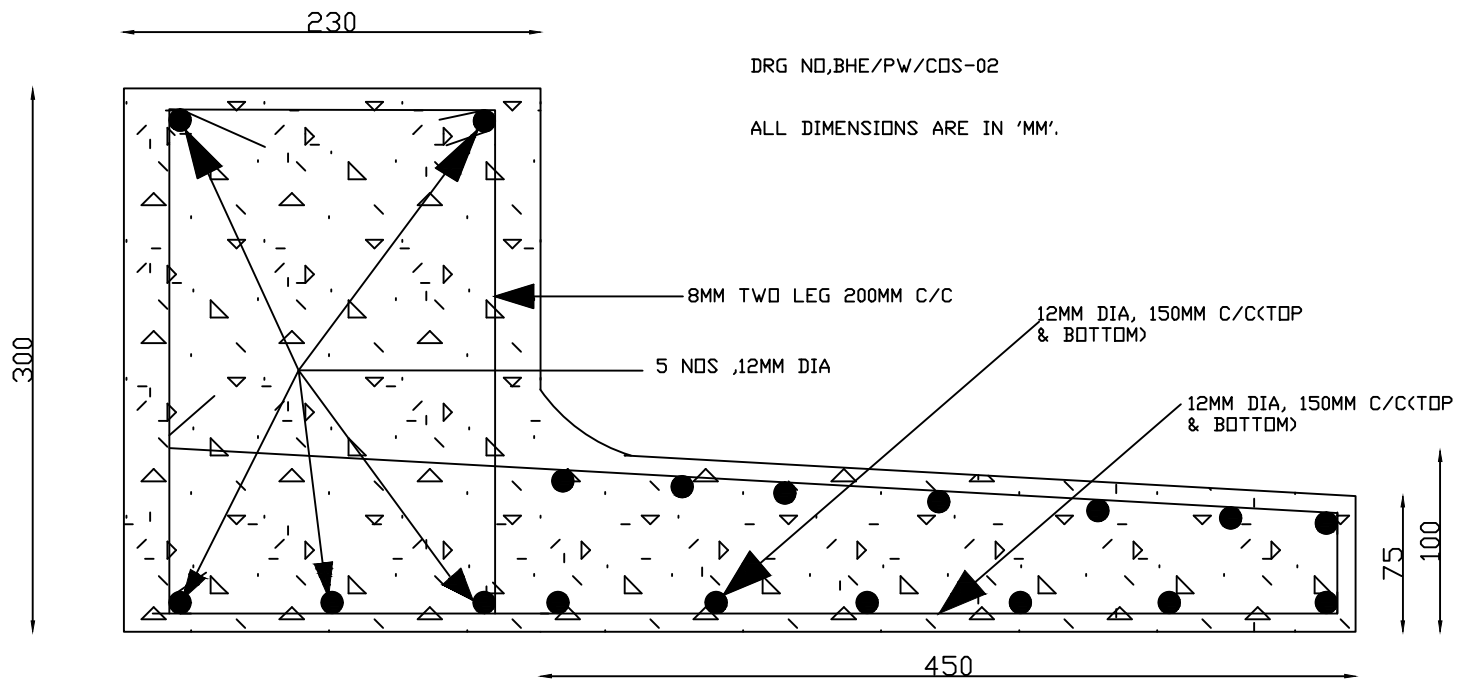 230
DRG NO,BHE/PW/COS-02
ALL DIMENSIONS ARE IN 'MM'.
300
8MM TWO LEG 200MM C/C
12MM DIA, 150MM C/C(TOP
& BOTTOM)
5 NOS ,12MM DIA
12MM DIA, 150MM C/C(TOP
& BOTTOM)
75
100
450